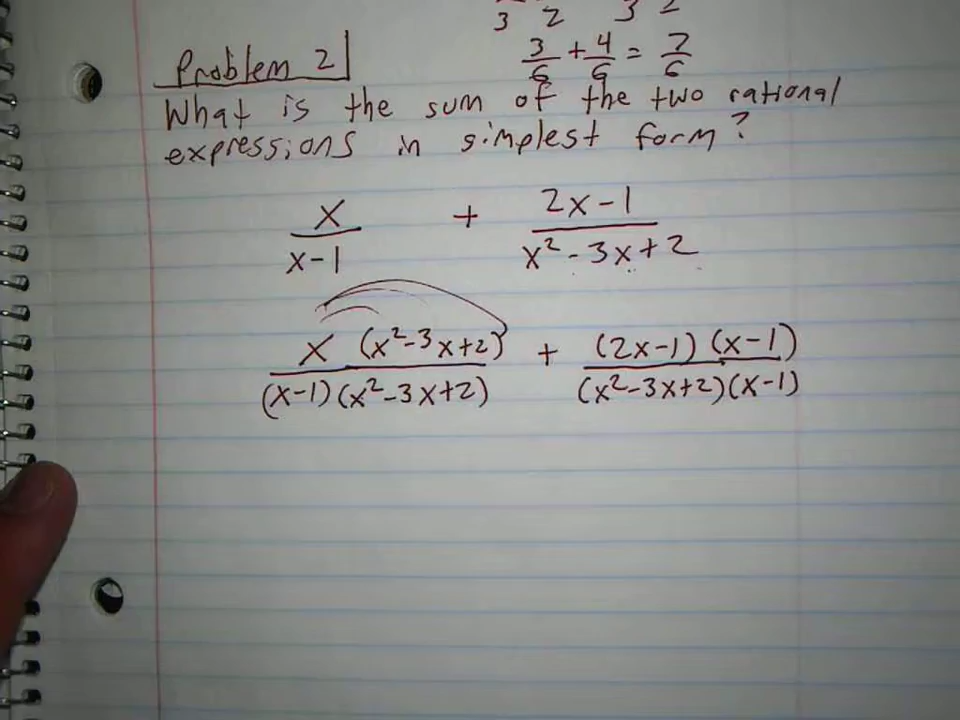 3 2 3 2
3/6 + 4/6 = 7/6
Problem 2
What is the sum of the two rational
expressions in simplest form?
x/(x-1) + (2x-1)/(x²-3x+2)
x(x²-3x+2)/((x-1)(x²-3x+2)) + (2x-1)(x-1)/((x²-3x+2)(x-1))